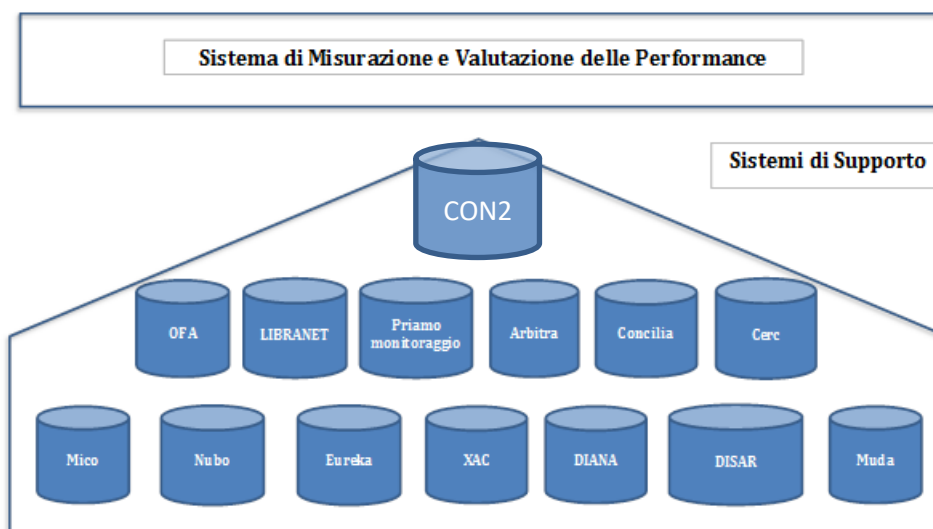 Sistema di Misurazione e Valutazione delle Performance
Sistemi di Supporto
CON2
OFA
LIBRANET
Priamo
monitoraggio
Arbitra
Concilia
Cerc
Mico
Nubo
Eureka
XAC
DIANA
DISAR
Muda